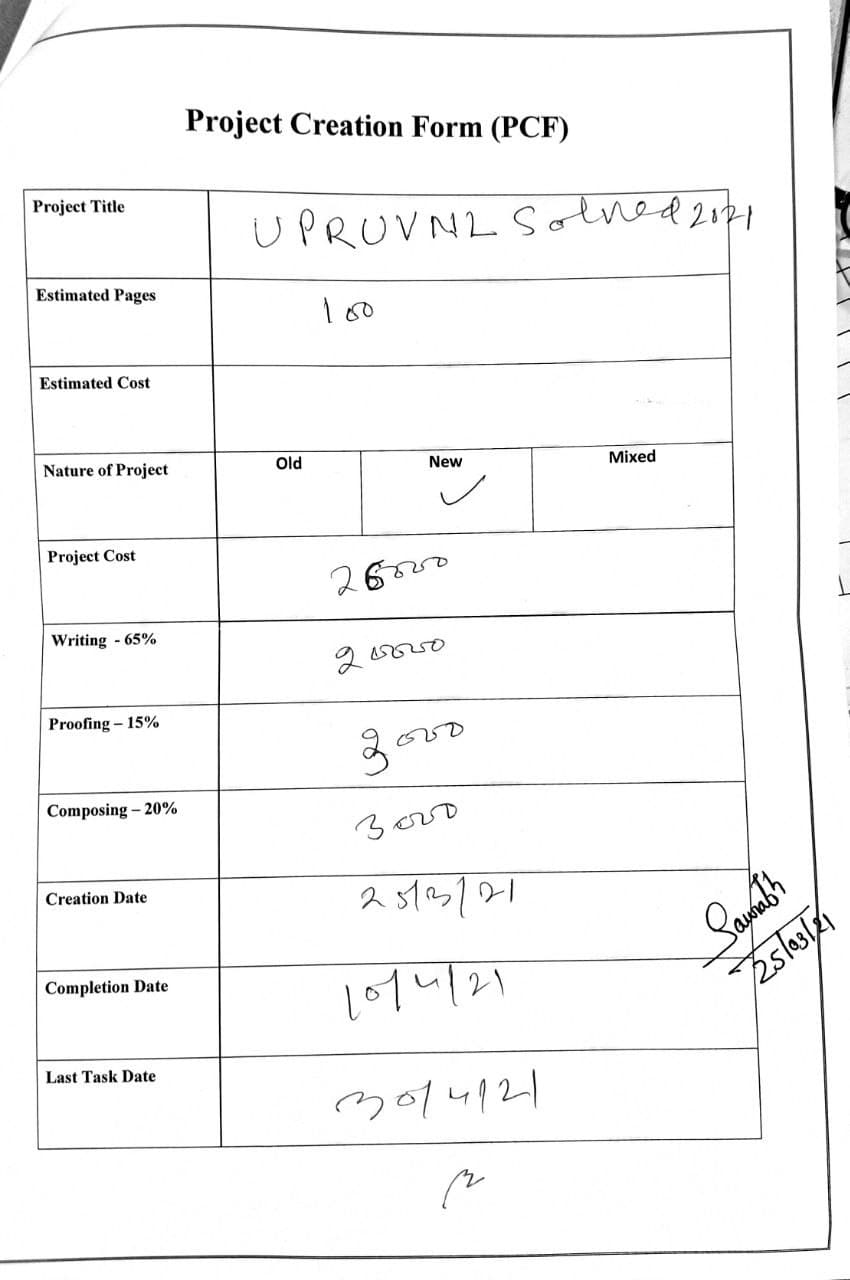 Project Creation Form (PCF)
Project Title
UPRUVNL Solved 2021
Estimated Pages
100
Estimated Cost
Nature of Project
Old
New
Mixed
Project Cost
26000
Writing - 65%
20000
Proofing – 15%
3000
Composing – 20%
3000
Creation Date
25/3/21
Saurabh
25/03/21
Completion Date
10/4/21
Last Task Date
30/4/21